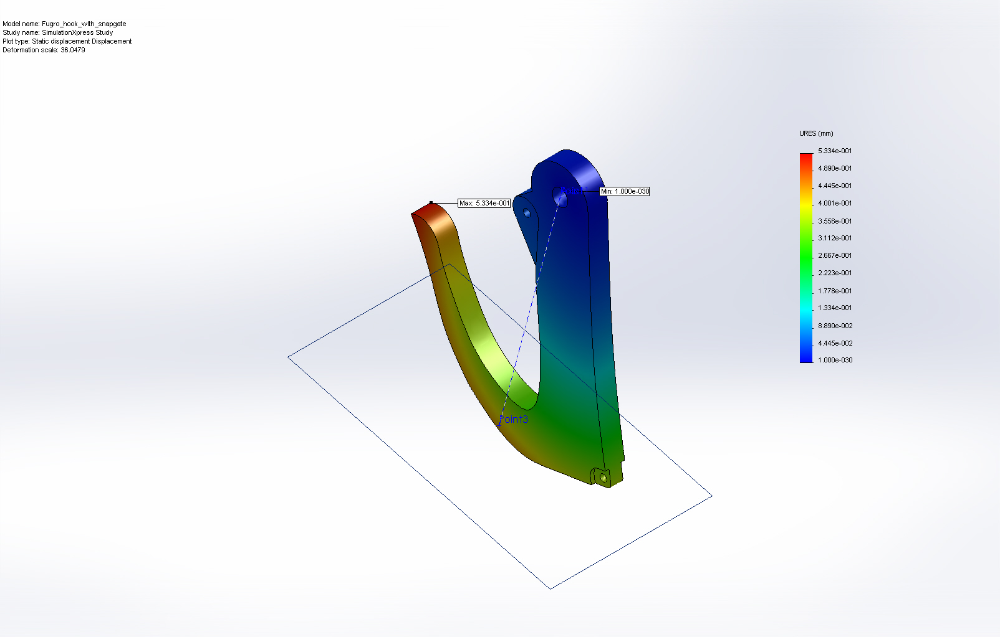 Model name: Fugro_hook_with_snapgate
Study name: SimulationXpress Study
Plot type: Static displacement Displacement
Deformation scale: 36.0479
URES (mm)
5.334e-001
4.890e-001
4.445e-001
4.001e-001
3.556e-001
3.112e-001
2.667e-001
2.223e-001
1.778e-001
1.334e-001
8.890e-002
4.445e-002
1.000e-030
Min: 1.000e-030
Max: 5.334e-001
Point3